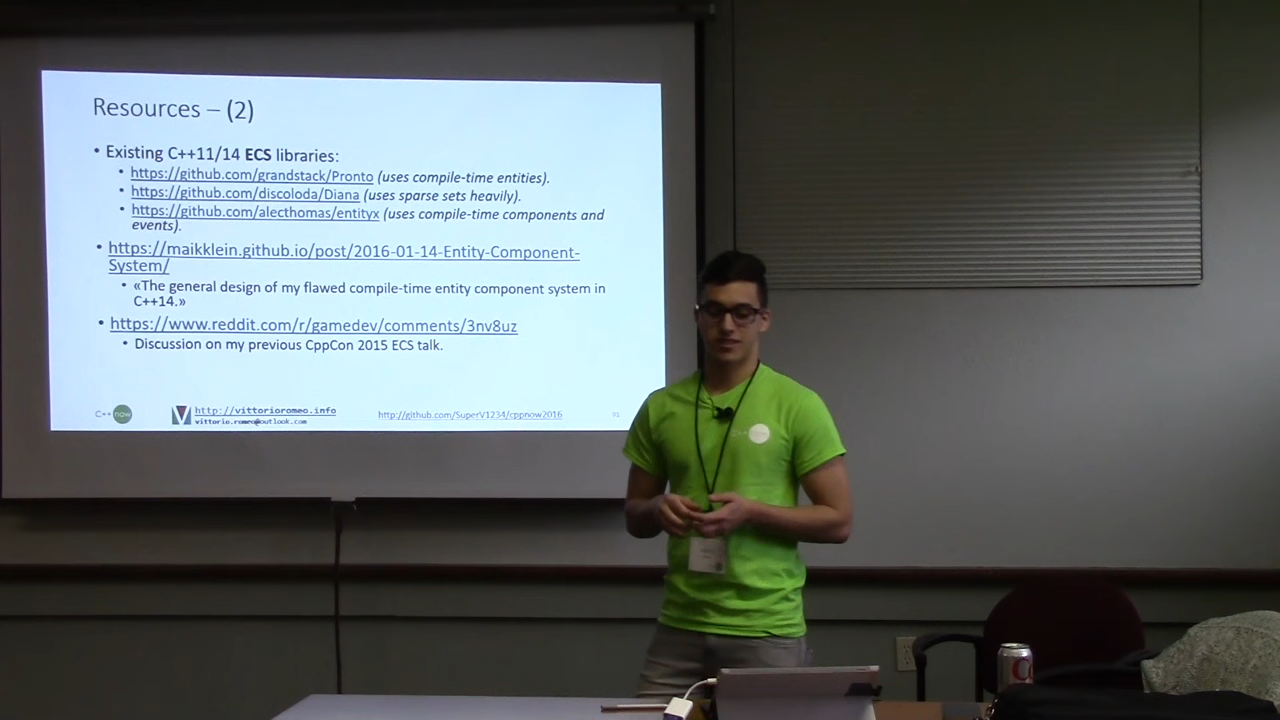 Resources – (2)
• Existing C++11/14 ECS libraries:
• https://github.com/grandstack/Pronto (uses compile-time entities).
• https://github.com/discoloda/Diana (uses sparse sets heavily).
• https://github.com/alecthomas/entityx (uses compile-time components and
events).
• https://maikklein.github.io/post/2016-01-14-Entity-Component-
System/
• «The general design of my flawed compile-time entity component system in
C++14.»
• https://www.reddit.com/r/gamedev/comments/3nv8uz
• Discussion on my previous CppCon 2015 ECS talk.
C++ now
http://vittorioromeo.info
vittorio.romeo@outlook.com
http://github.com/SuperV1234/cppnow2016
C++